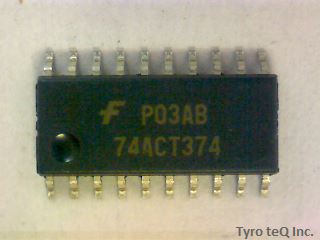 P03AB
74ACT374
Tyro teQ Inc.